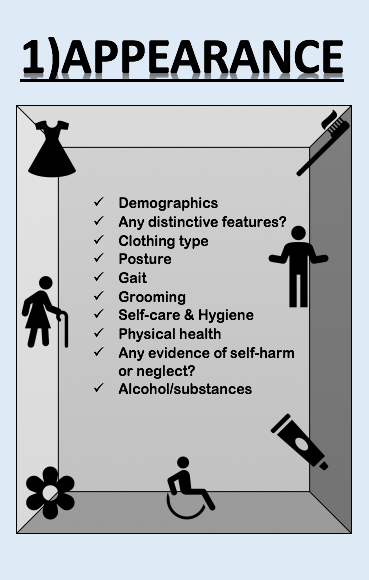 1)APPEARANCE
✓ Demographics
✓ Any distinctive features?
✓ Clothing type
✓ Posture
✓ Gait
✓ Grooming
✓ Self-care & Hygiene
✓ Physical health
✓ Any evidence of self-harm
or neglect?
✓ Alcohol/substances